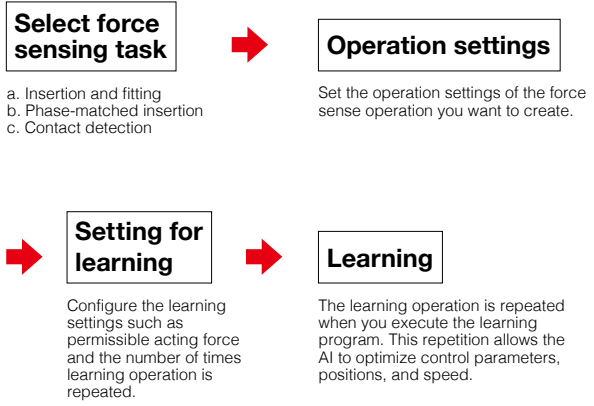 Select force
sensing task
a. Insertion and fitting
b. Phase-matched insertion
c. Contact detection
Operation settings
Set the operation settings of the force
sense operation you want to create.
Setting for
learning
Configure the learning
settings such as
permissible acting force
and the number of times
learning operation is
repeated.
Learning
The learning operation is repeated
when you execute the learning
program. This repetition allows the
AI to optimize control parameters,
positions, and speed.